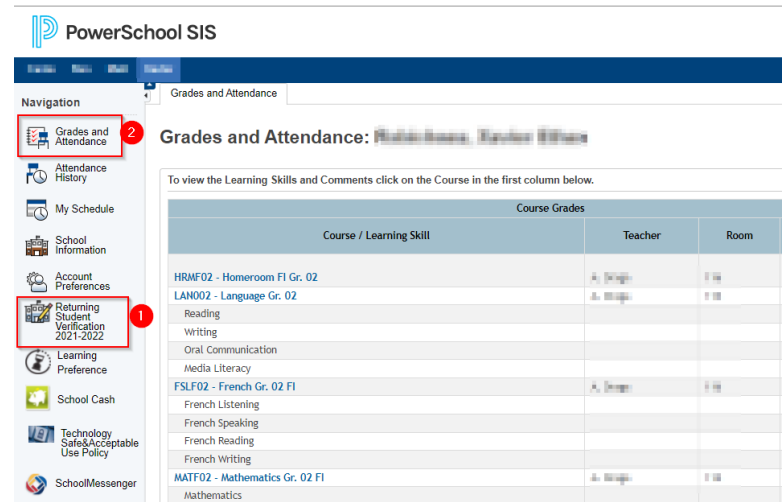 PowerSchool SIS
Navigation
Grades and Attendance
Grades and
Attendance
2
Grades and Attendance:
Attendance
History
To view the Learning Skills and Comments click on the Course in the first column below.
My Schedule
Course Grades
Course / Learning Skill
Teacher
Room
School
Information
Account
Preferences
HRMF02 - Homeroom FI Gr. 02
LAN002 - Language Gr. 02
Returning
Student
Verification
2021-2022
1
Reading
Writing
Oral Communication
Media Literacy
Learning
Preference
FSLF02 - French Gr. 02 FI
School Cash
French Listening
French Speaking
Technology
Safe&Acceptable
Use Policy
French Reading
French Writing
MATF02 - Mathematics Gr. 02 FI
SchoolMessenger
Mathematics